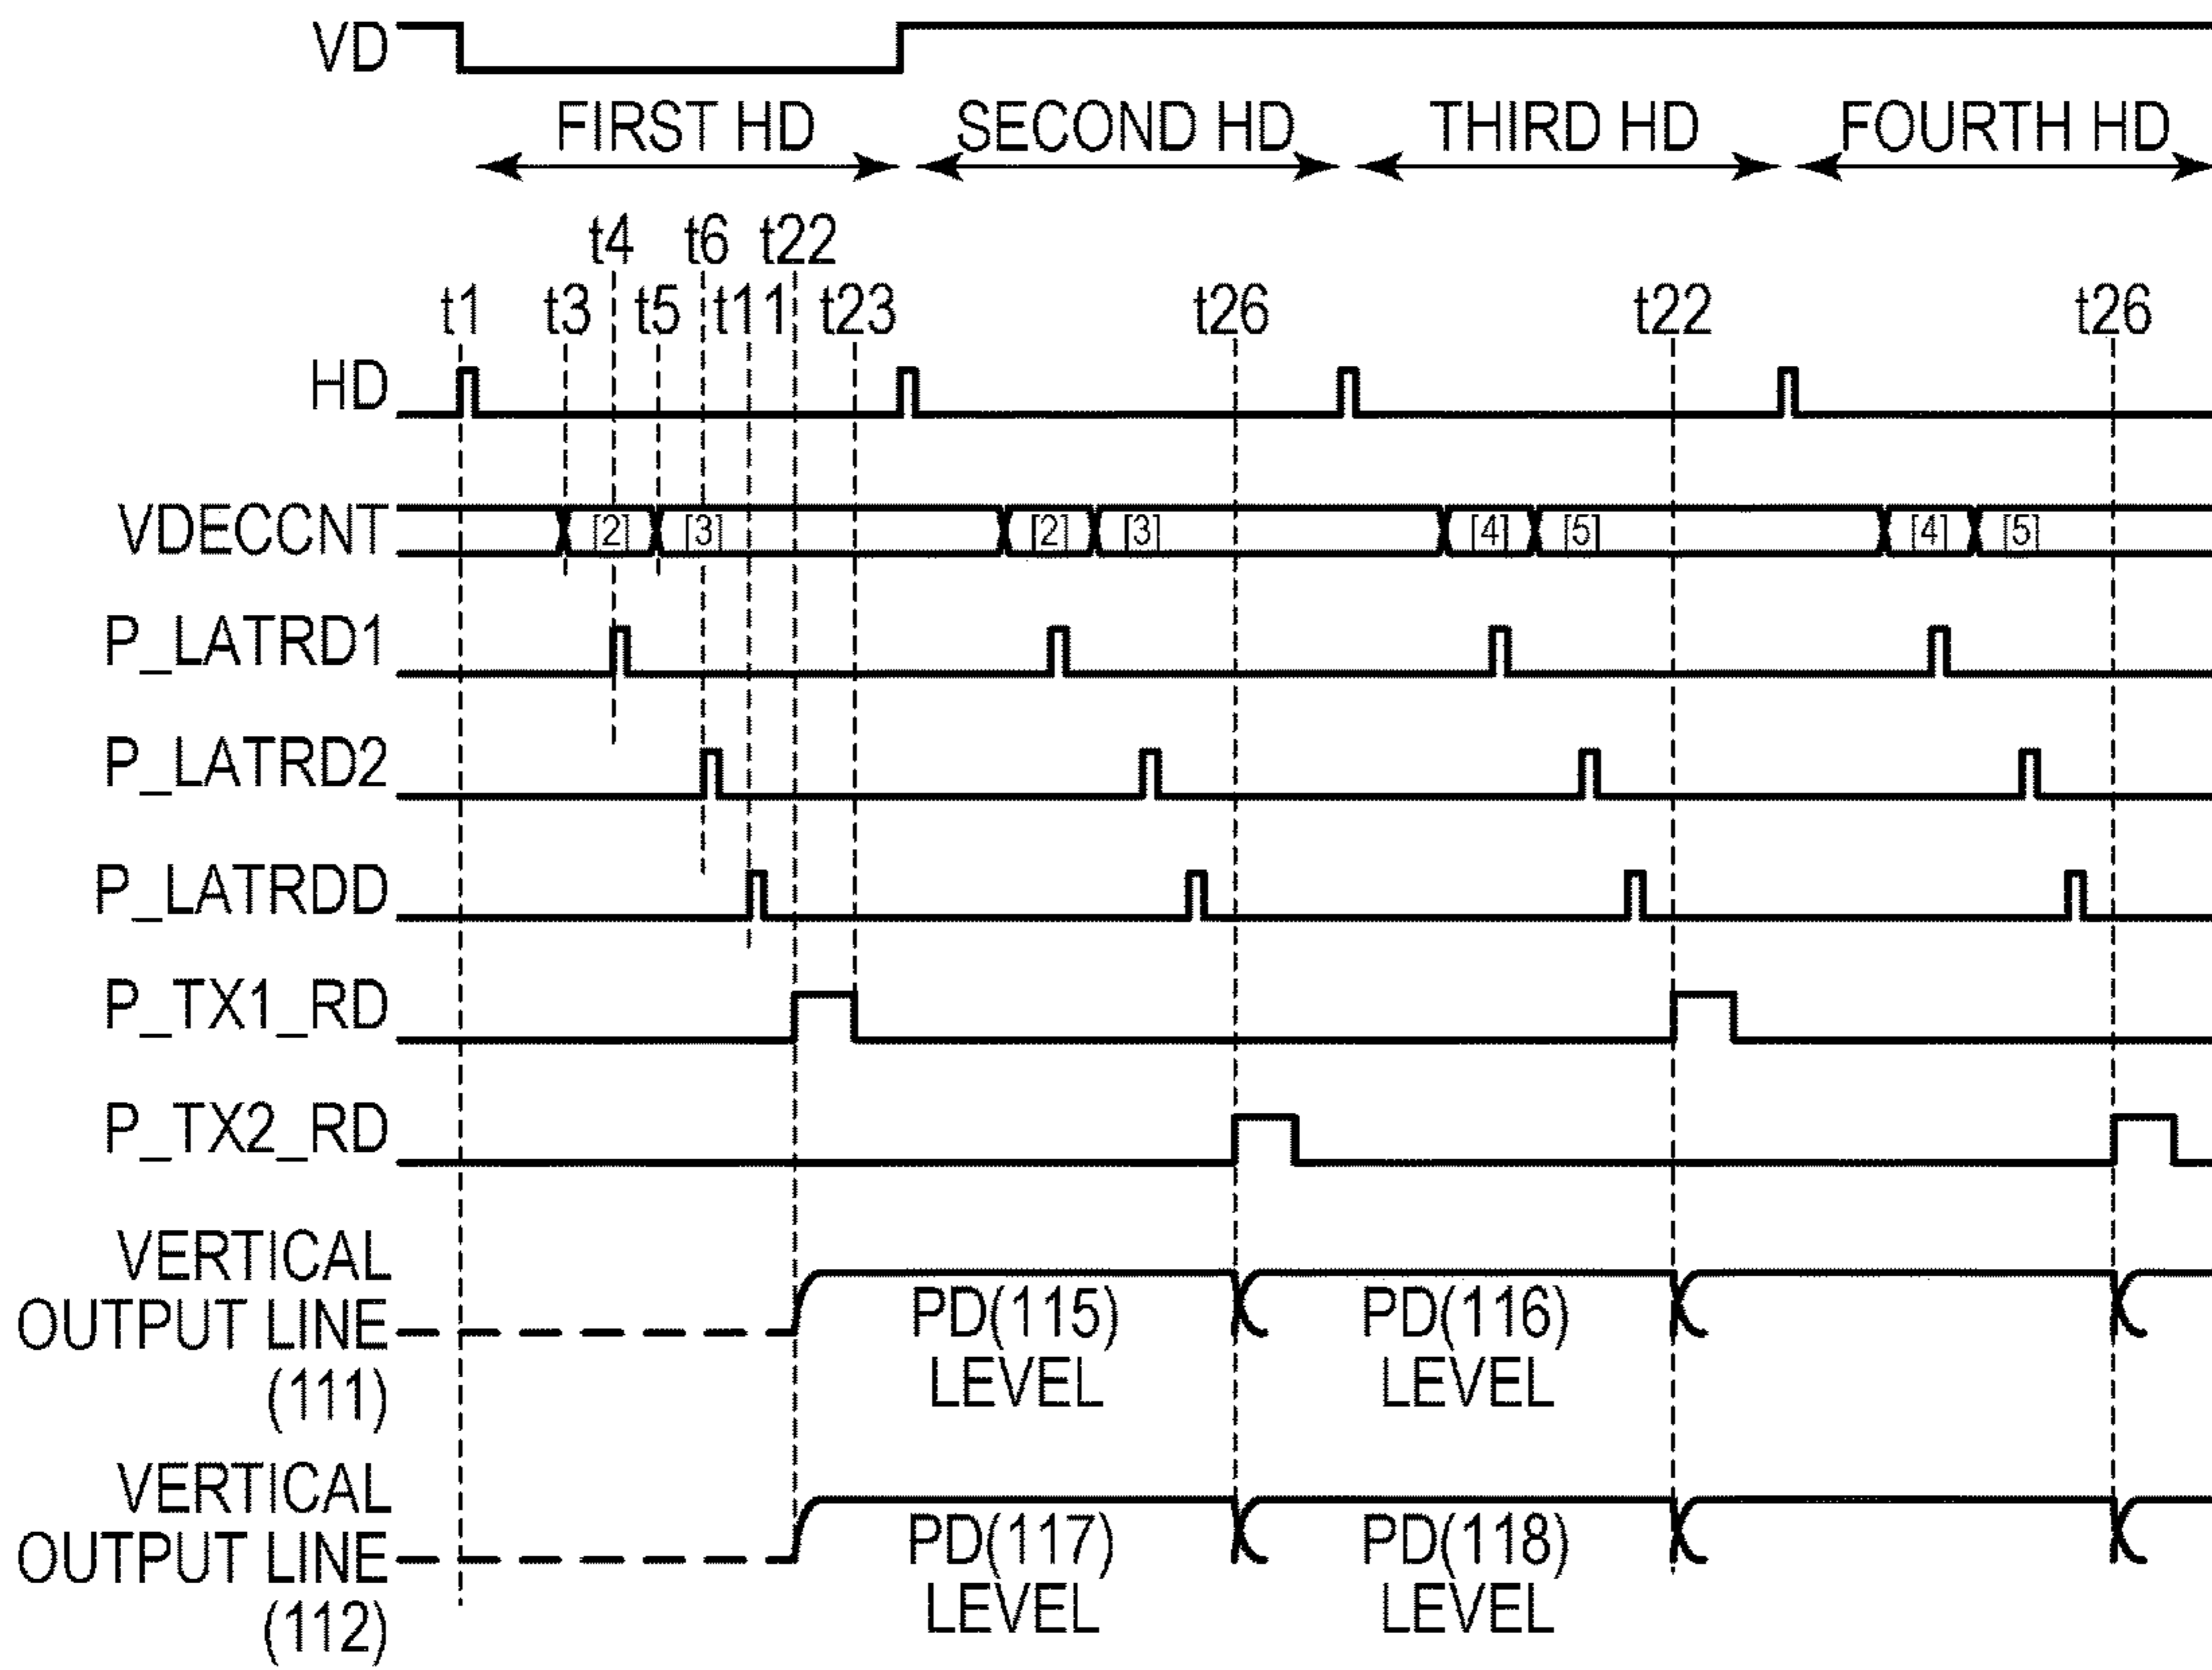 VD
FIRST HD SECOND HD THIRD HD FOURTH HD
t4 t6 t22
t1 t3 t5 t11 t23 t26 t22 t26
HD
VDECCNT [2] [3] [2] [3] [4] [5] [4] [5]
P_LATRD1
P_LATRD2
P_LATRDD
P_TX1_RD
P_TX2_RD
VERTICAL
OUTPUT LINE
(111)
PD(115)
LEVEL
PD(116)
LEVEL
VERTICAL
OUTPUT LINE
(112)
PD(117)
LEVEL
PD(118)
LEVEL